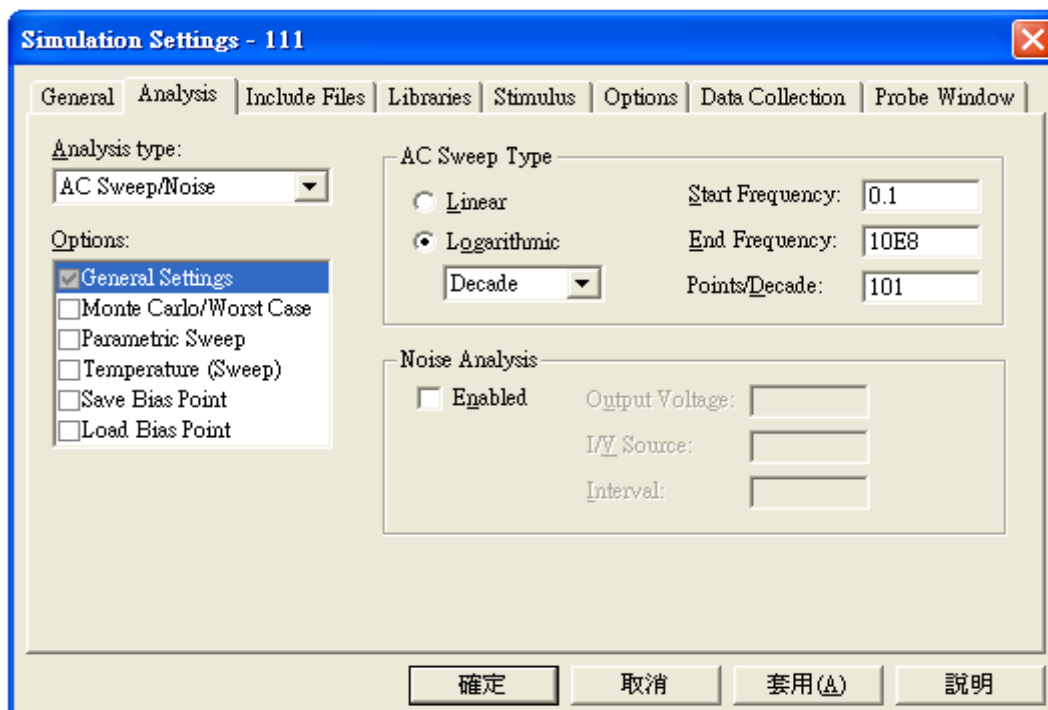 Simulation Settings - 111
General Analysis Include Files Libraries Stimulus Options Data Collection Probe Window
Analysis type:
AC Sweep/Noise
Options:
General Settings
Monte Carlo/Worst Case
Parametric Sweep
Temperature (Sweep)
Save Bias Point
Load Bias Point
AC Sweep Type
Linear
Logarithmic
Decade
Start Frequency: 0.1
End Frequency: 10E8
Points/Decade: 101
Noise Analysis
Enabled
Output Voltage:
I/V Source:
Interval:
確定 取消 套用(A) 說明